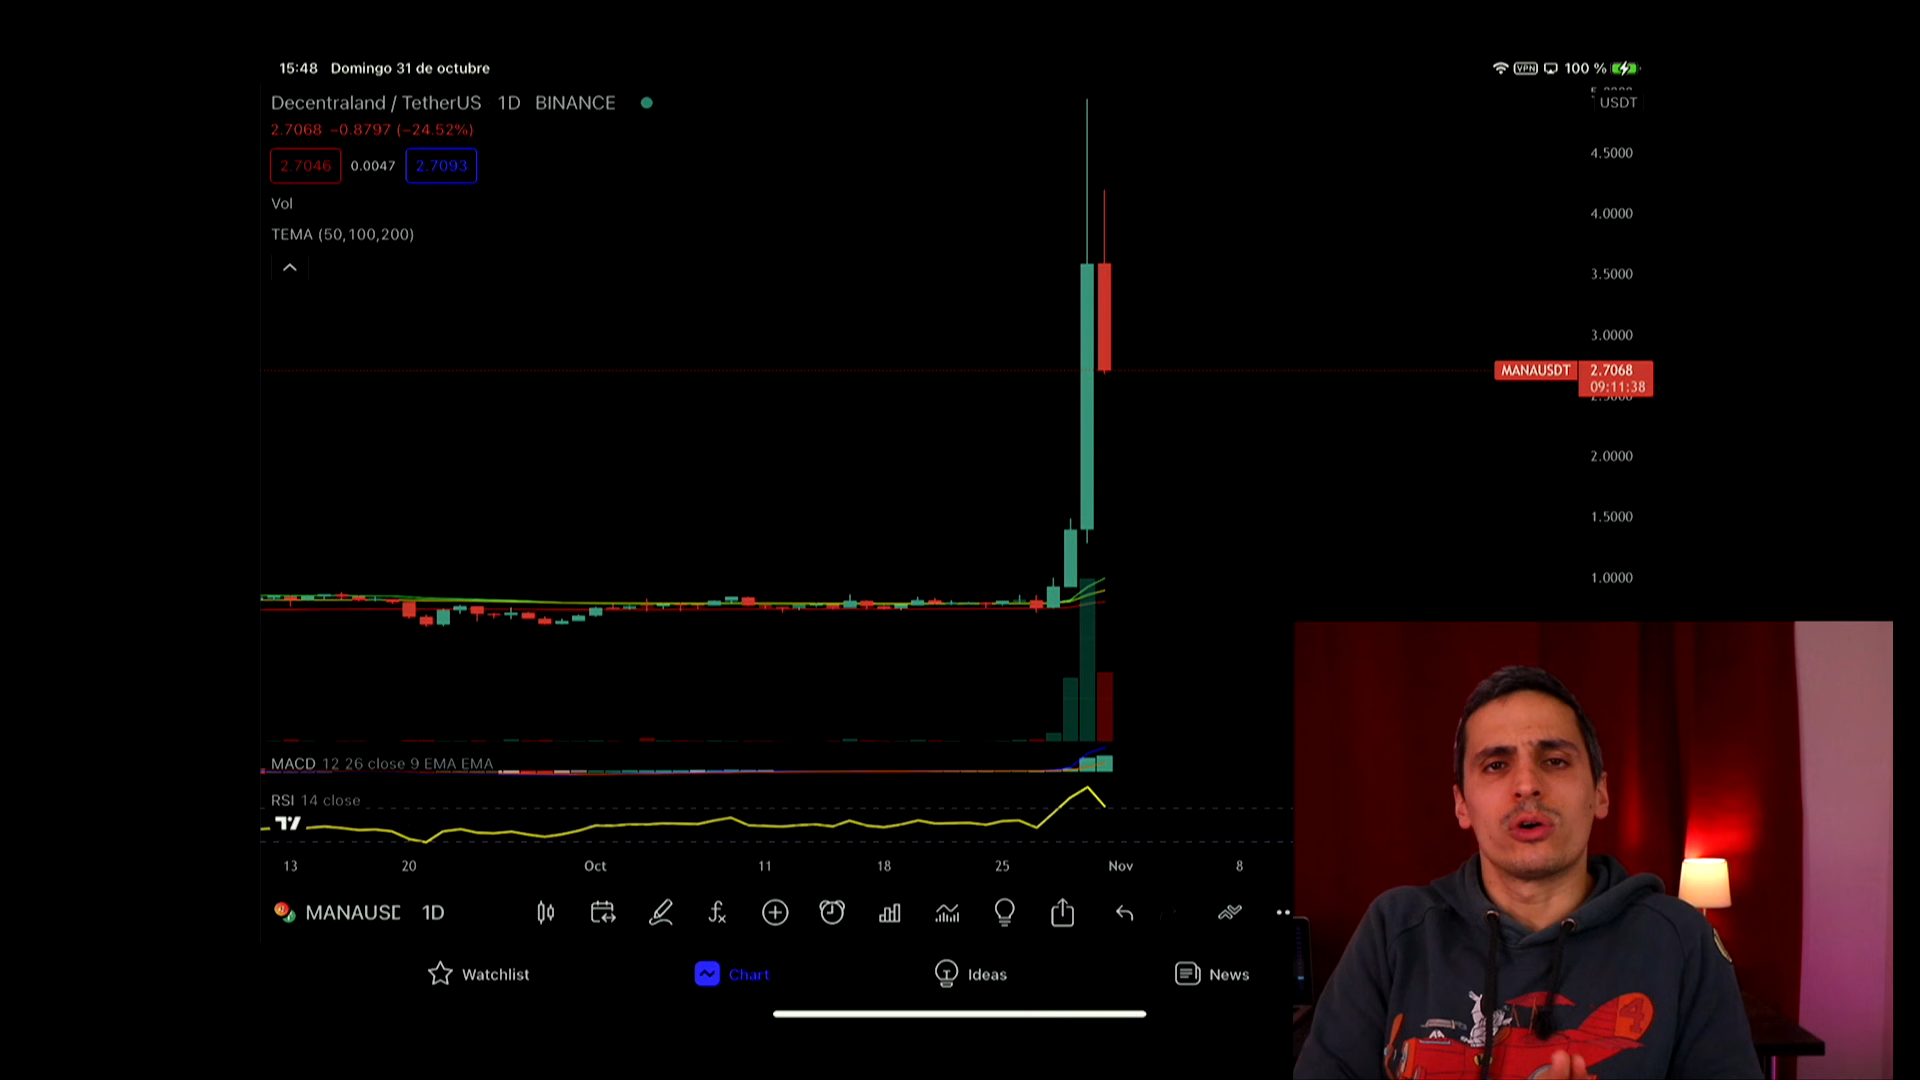 15:48 Domingo 31 de octubre
VPN 100 %
Decentraland / TetherUS 1D BINANCE
USDT
2.7068 −0.8797 (−24.52%)
2.7046 0.0047 2.7093
Vol
TEMA (50,100,200)
4.5000
4.0000
3.5000
3.0000
MANAUSDT 2.7068
09:11:38
2.0000
1.5000
1.0000
MACD 12 26 close 9 EMA EMA
RSI 14 close
13 20 Oct 11 18 25 Nov 8
MANAUSD 1D
Watchlist Chart Ideas News
4